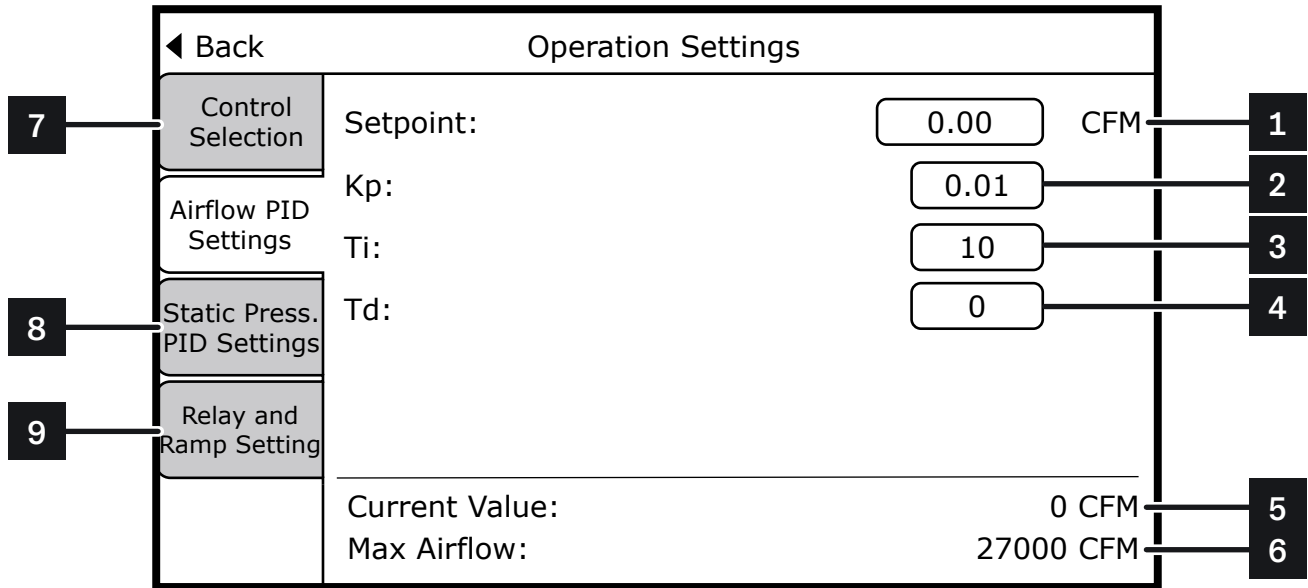 ◀ Back
Operation Settings
7
Control
Selection
Airflow PID
Settings
8
Static Press.
PID Settings
9
Relay and
Ramp Setting
Setpoint: 0.00 CFM 1
Kp: 0.01 2
Ti: 10 3
Td: 0 4
Current Value: 0 CFM 5
Max Airflow: 27000 CFM 6